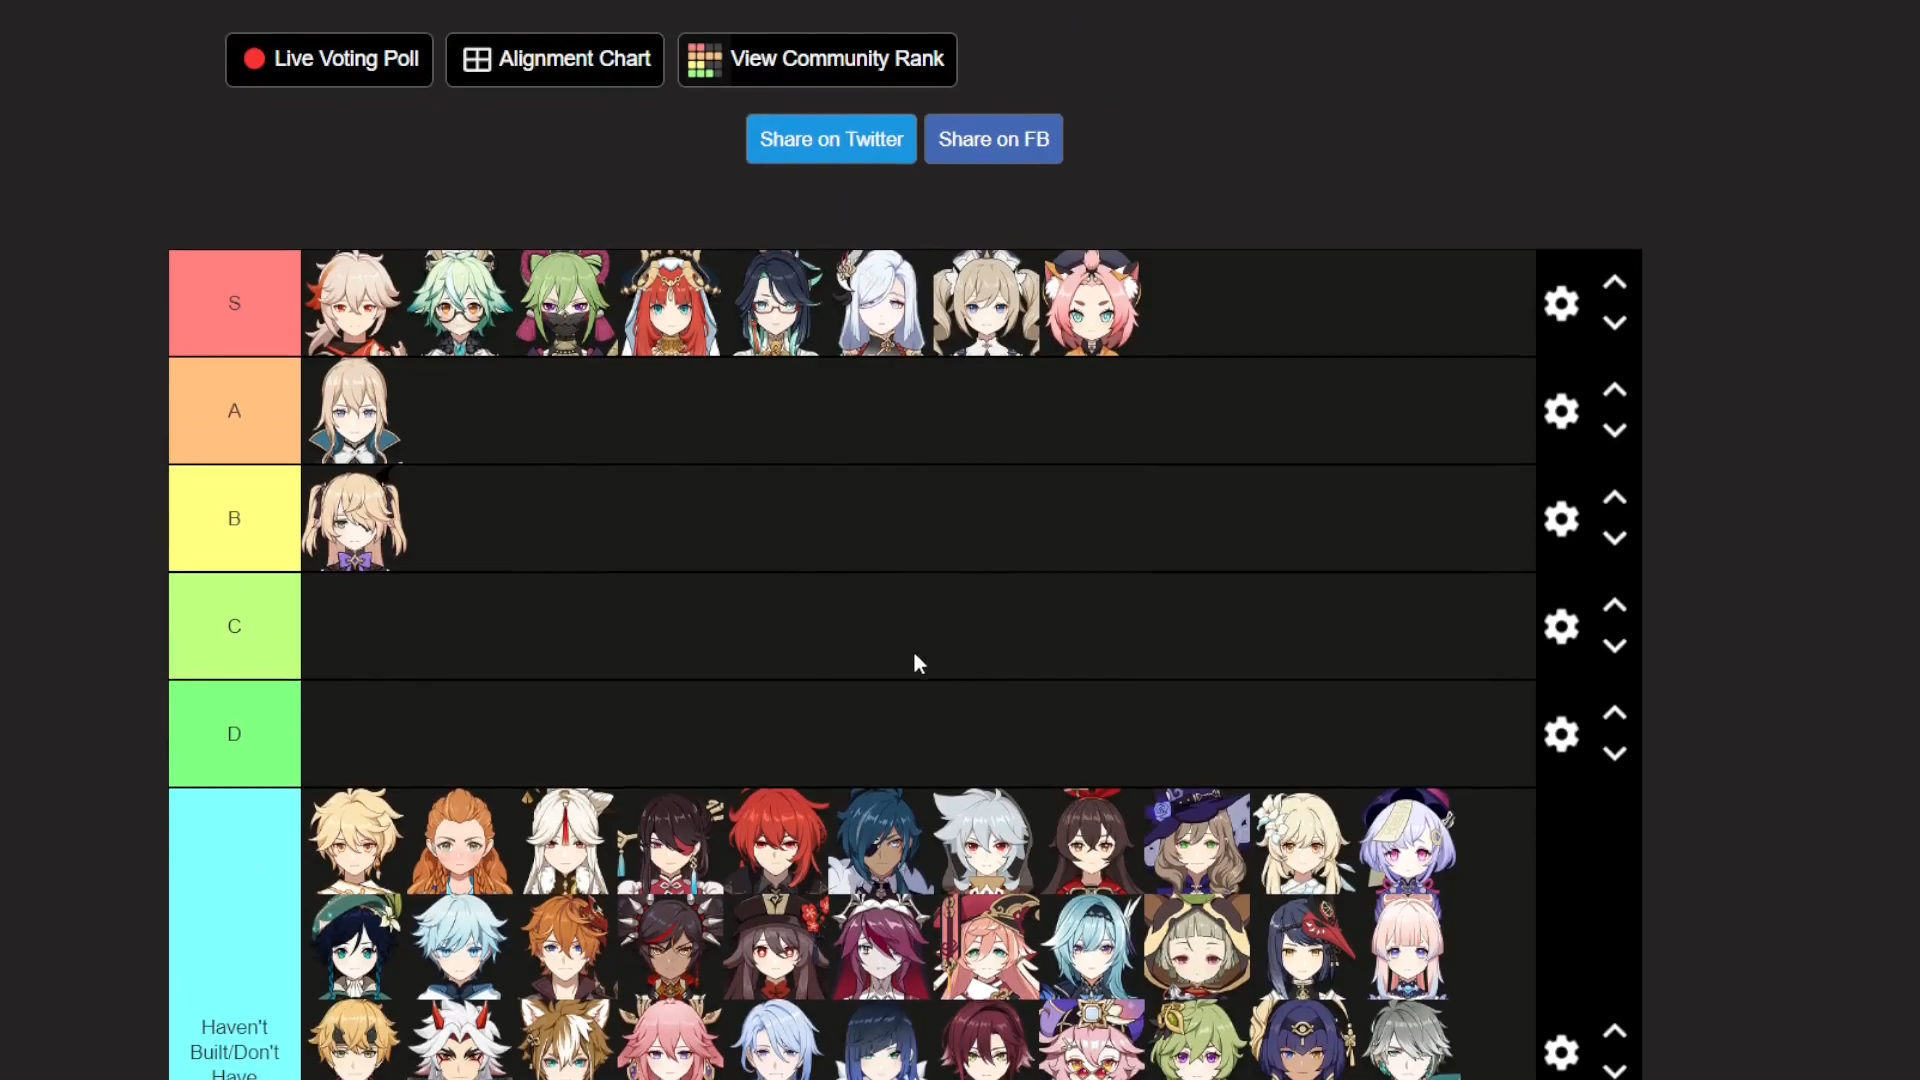 Live Voting Poll
Alignment Chart
View Community Rank
Share on Twitter
Share on FB
S
A
B
C
D
Haven't
Built/Don't
Have